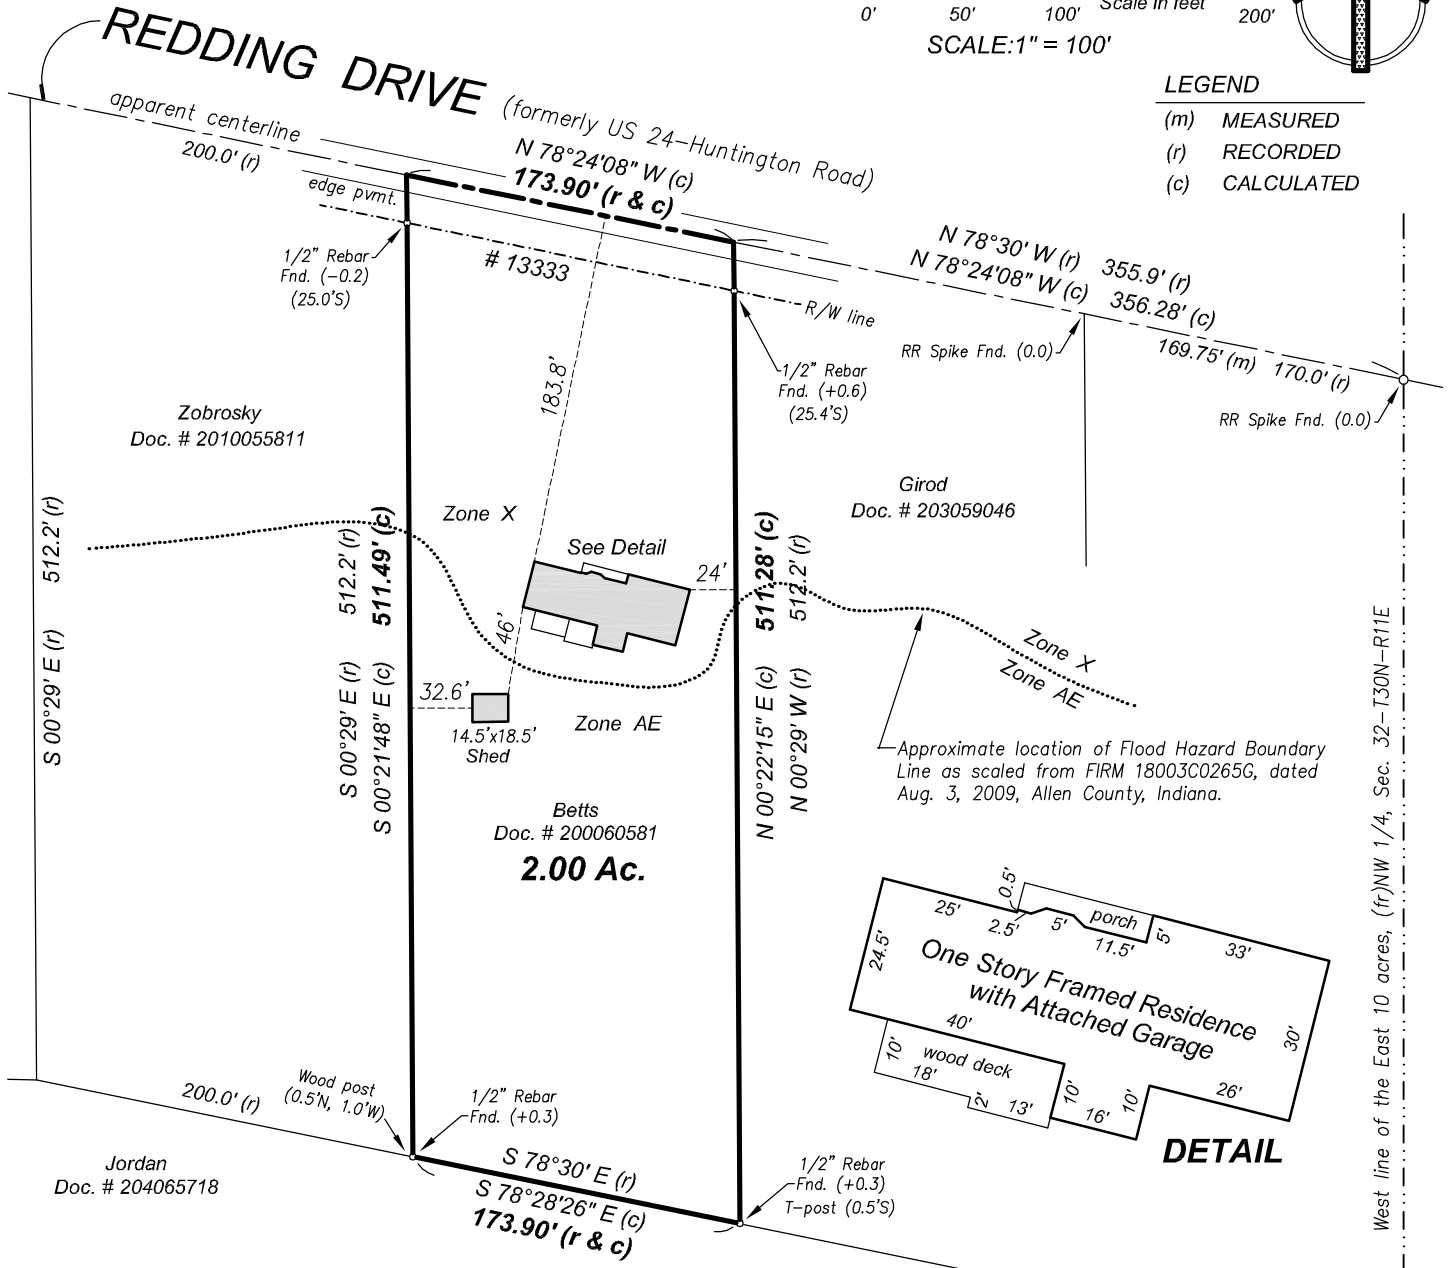 0' 50' 100' Scale in feet 200'
SCALE:1" = 100'
LEGEND
(m) MEASURED
(r) RECORDED
(c) CALCULATED
REDDING DRIVE
(formerly US 24–Huntington Road)
apparent centerline
200.0' (r)
N 78°24'08" W (c)
173.90' (r & c)
edge pvmt.
1/2" Rebar
Fnd. (–0.2)
(25.0'S)
# 13333
R/W line
N 78°30' W (r) 355.9' (r)
N 78°24'08" W (c) 356.28' (c)
RR Spike Fnd. (0.0)
169.75' (m) 170.0' (r)
RR Spike Fnd. (0.0)
1/2" Rebar
Fnd. (+0.6)
(25.4'S)
183.8'
Zobrosky
Doc. # 2010055811
Girod
Doc. # 203059046
Zone X
See Detail
24'
46'
32.6'
14.5'x18.5'
Shed
Zone AE
S 00°29' E (r) 512.2' (r)
S 00°29' E (r) 512.2' (r)
S 00°21'48" E (c) 511.49' (c)
N 00°22'15" E (c) 511.28' (c)
N 00°29' W (r) 512.2' (r)
Zone X
Zone AE
Approximate location of Flood Hazard Boundary
Line as scaled from FIRM 18003C0265G, dated
Aug. 3, 2009, Allen County, Indiana.
Betts
Doc. # 200060581
2.00 Ac.
West line of the East 10 acres, (fr)NW 1/4, Sec. 32–T30N–R11E
0.5'
25'
2.5'
5'
porch
11.5'
5'
33'
24.5'
One Story Framed Residence
with Attached Garage
30'
40'
10'
wood deck
18'
2'
13'
10'
16'
10'
26'
DETAIL
200.0' (r)
Wood post
(0.5'N, 1.0'W)
1/2" Rebar
Fnd. (+0.3)
Jordan
Doc. # 204065718
S 78°30' E (r)
S 78°28'26" E (c)
173.90' (r & c)
1/2" Rebar
Fnd. (+0.3)
T–post (0.5'S)